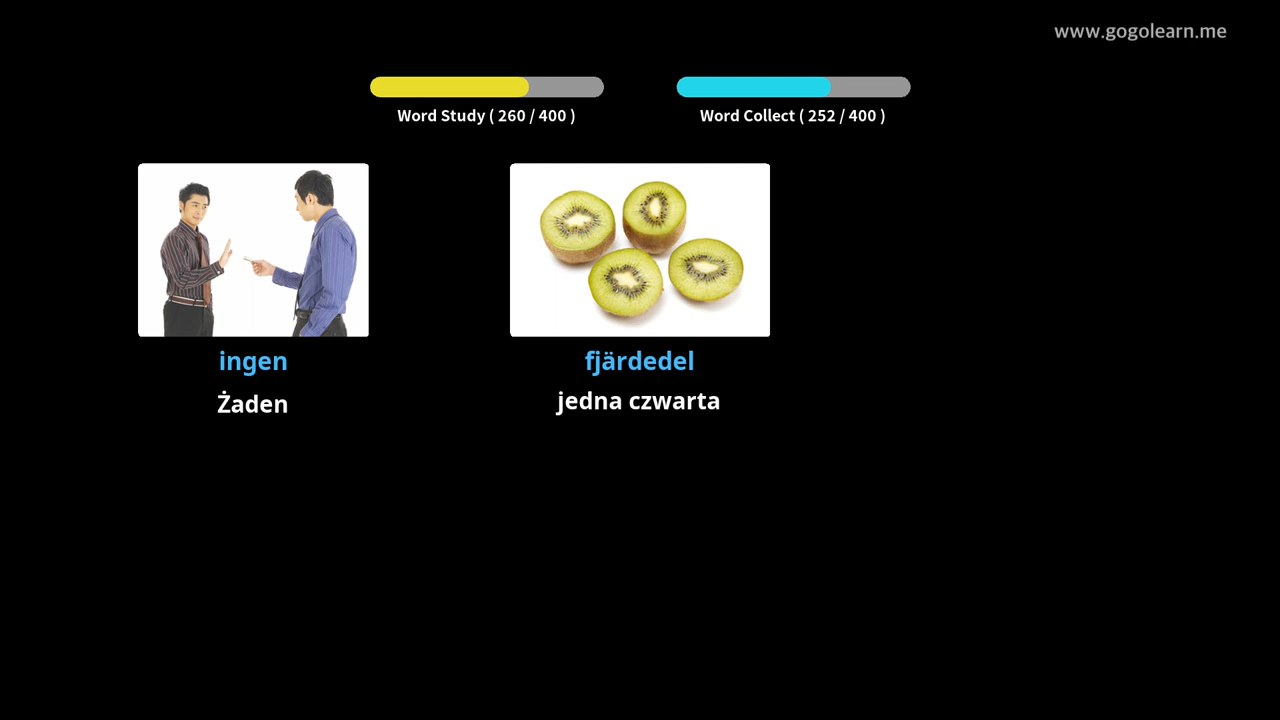 www.gogolearn.me
Word Study ( 260 / 400 )
Word Collect ( 252 / 400 )
ingen
Żaden
fjärdedel
jedna czwarta